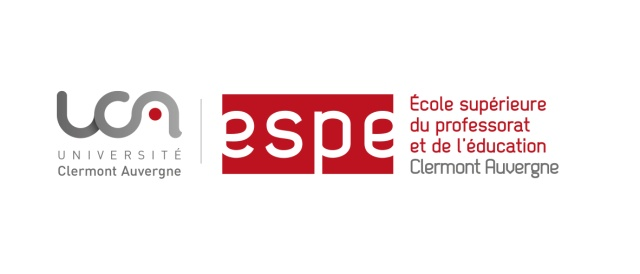 UCA
UNIVERSITÉ
Clermont Auvergne
espe
École supérieure
du professorat
et de l'éducation
Clermont Auvergne